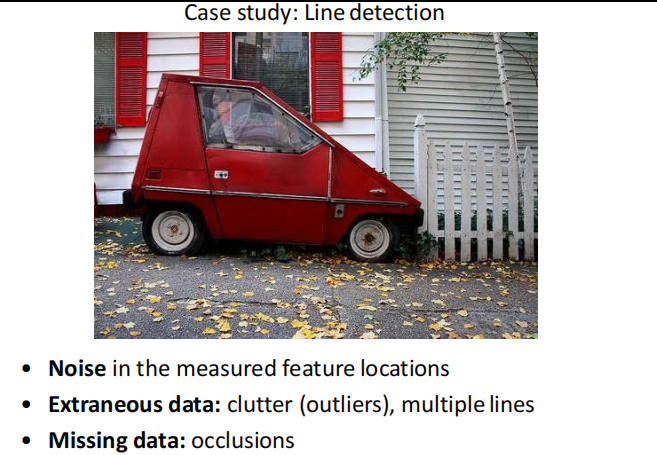 Case study: Line detection
• Noise in the measured feature locations
• Extraneous data: clutter (outliers), multiple lines
• Missing data: occlusions